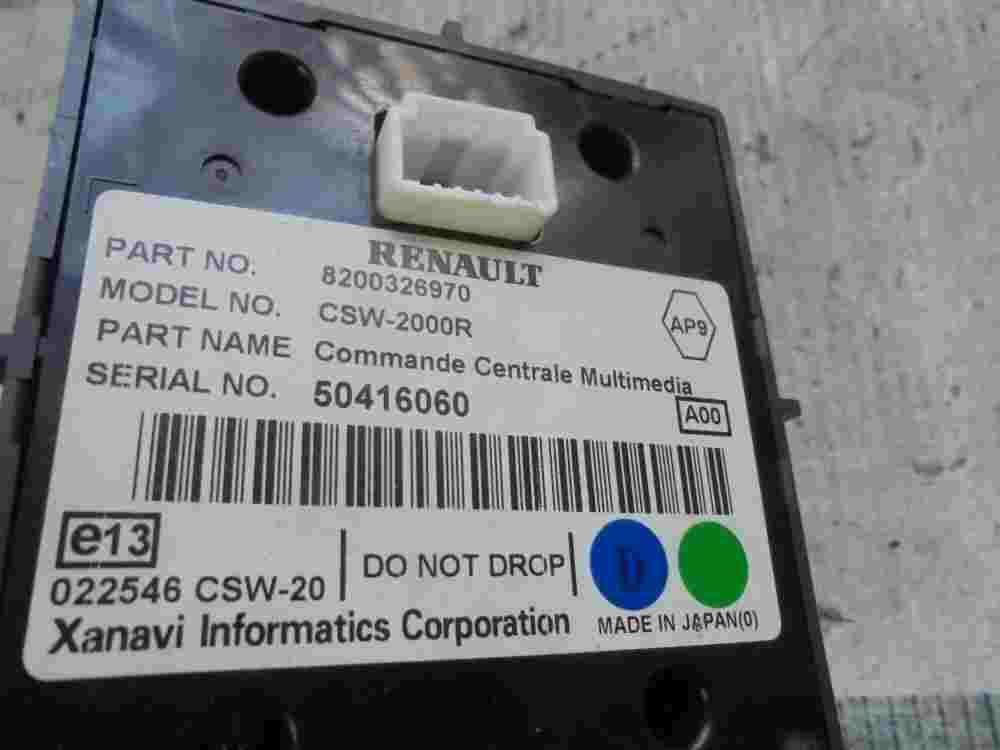 RENAULT
PART NO. 8200326970
MODEL NO. CSW-2000R
PART NAME Commande Centrale Multimedia
SERIAL NO. 50416060
AP9
A00
e13
022546 CSW-20
DO NOT DROP
b
Xanavi Informatics Corporation
MADE IN JAPAN(0)